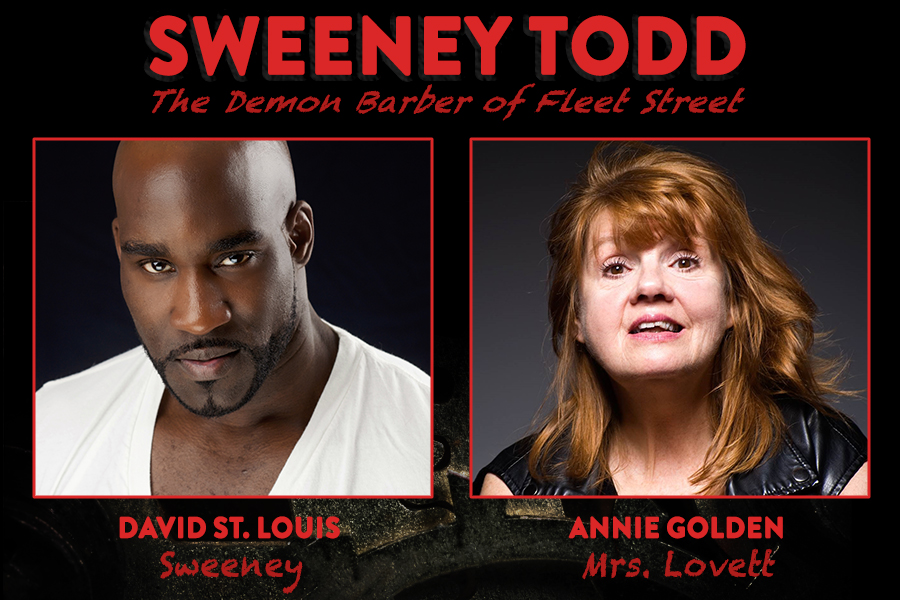 SWEENEY TODD
The Demon Barber of Fleet Street
DAVID ST. LOUIS
Sweeney
ANNIE GOLDEN
Mrs. Lovett